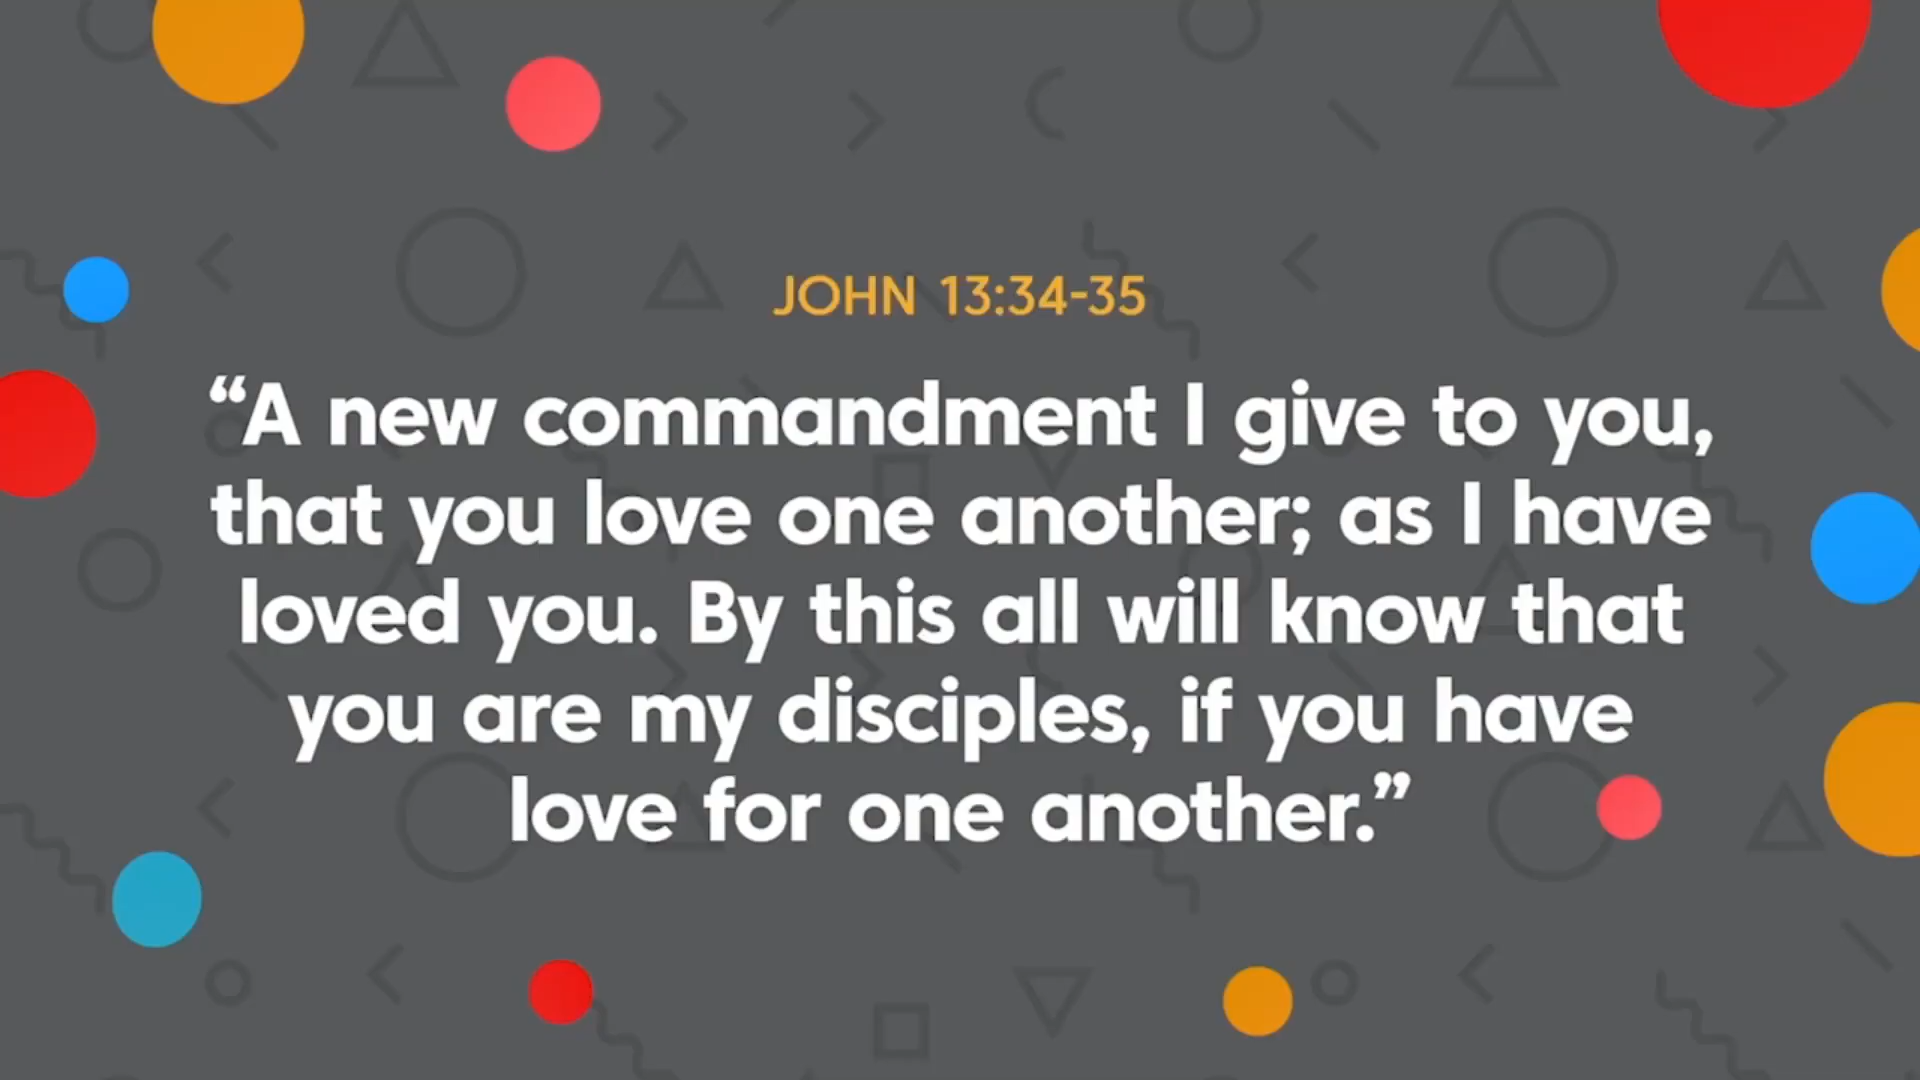 JOHN 13:34-35
“A new commandment I give to you,
that you love one another; as I have
loved you. By this all will know that
you are my disciples, if you have
love for one another.”